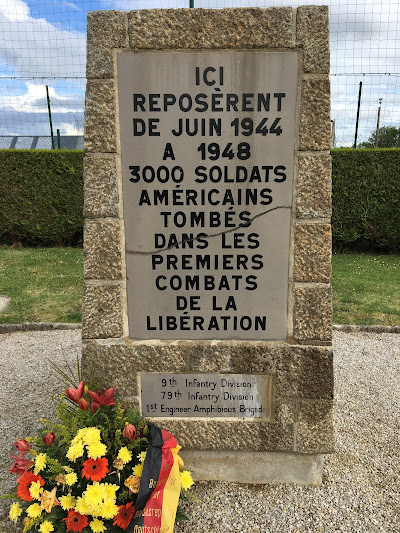 ICI
REPOSÈRENT
DE JUIN 1944
A 1948
3000 SOLDATS
AMÉRICAINS
TOMBÉS
DANS LES
PREMIERS
COMBATS
DE LA
LIBÉRATION
9th Infantry Division
79th Infantry Division
1st Engineer Amphibious Brigad